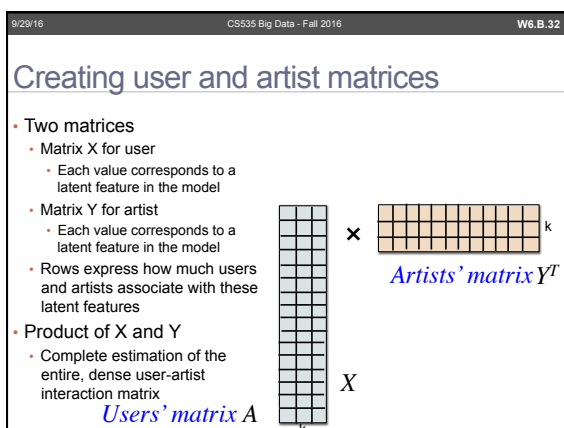 9/29/16 CS535 Big Data - Fall 2016 W6.B.32
Creating user and artist matrices
• Two matrices
• Matrix X for user
• Each value corresponds to a
latent feature in the model
• Matrix Y for artist
• Each value corresponds to a
latent feature in the model
• Rows express how much users
and artists associate with these
latent features
• Product of X and Y
• Complete estimation of the
entire, dense user-artist
interaction matrix
× k
Artists' matrix Yᵀ
X
Users' matrix A
k